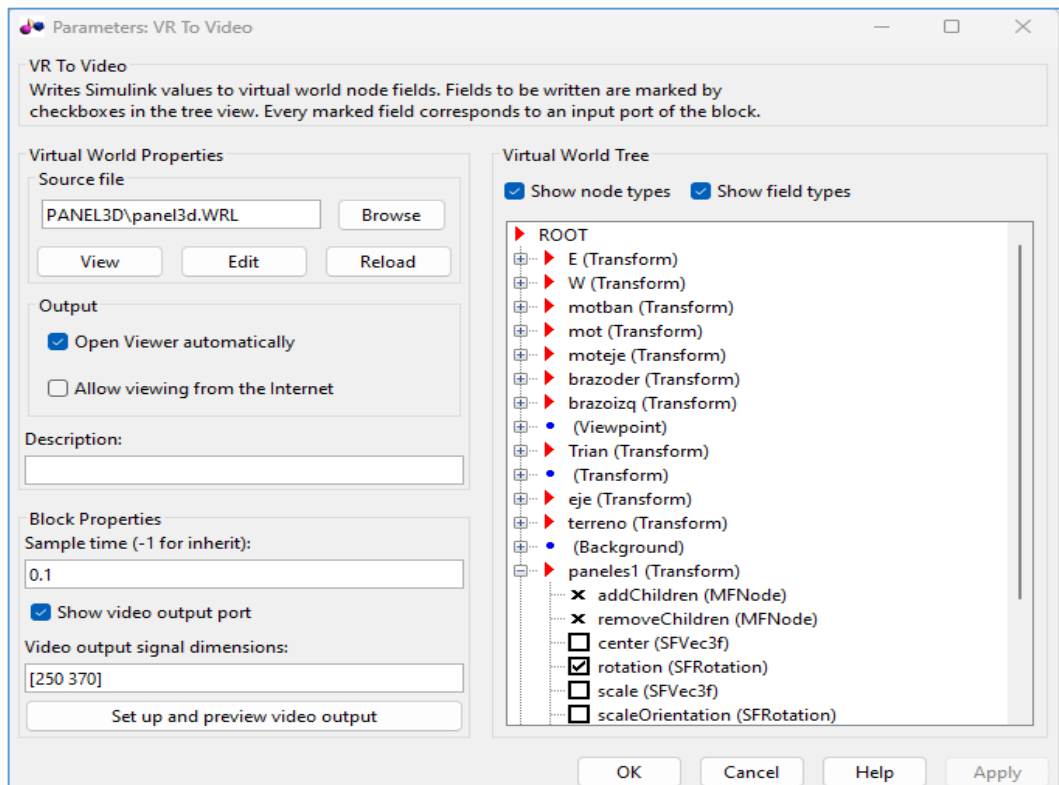 Parameters: VR To Video
VR To Video
Writes Simulink values to virtual world node fields. Fields to be written are marked by
checkboxes in the tree view. Every marked field corresponds to an input port of the block.
Virtual World Properties
Source file
PANEL3D\panel3d.WRL
Browse
View
Edit
Reload
Output
Open Viewer automatically
Allow viewing from the Internet
Description:
Block Properties
Sample time (-1 for inherit):
0.1
Show video output port
Video output signal dimensions:
[250 370]
Set up and preview video output
Virtual World Tree
Show node types
Show field types
ROOT
E (Transform)
W (Transform)
motban (Transform)
mot (Transform)
moteje (Transform)
brazoder (Transform)
brazoizq (Transform)
(Viewpoint)
Trian (Transform)
(Transform)
eje (Transform)
terreno (Transform)
(Background)
paneles1 (Transform)
addChildren (MFNode)
removeChildren (MFNode)
center (SFVec3f)
rotation (SFRotation)
scale (SFVec3f)
scaleOrientation (SFRotation)
OK
Cancel
Help
Apply